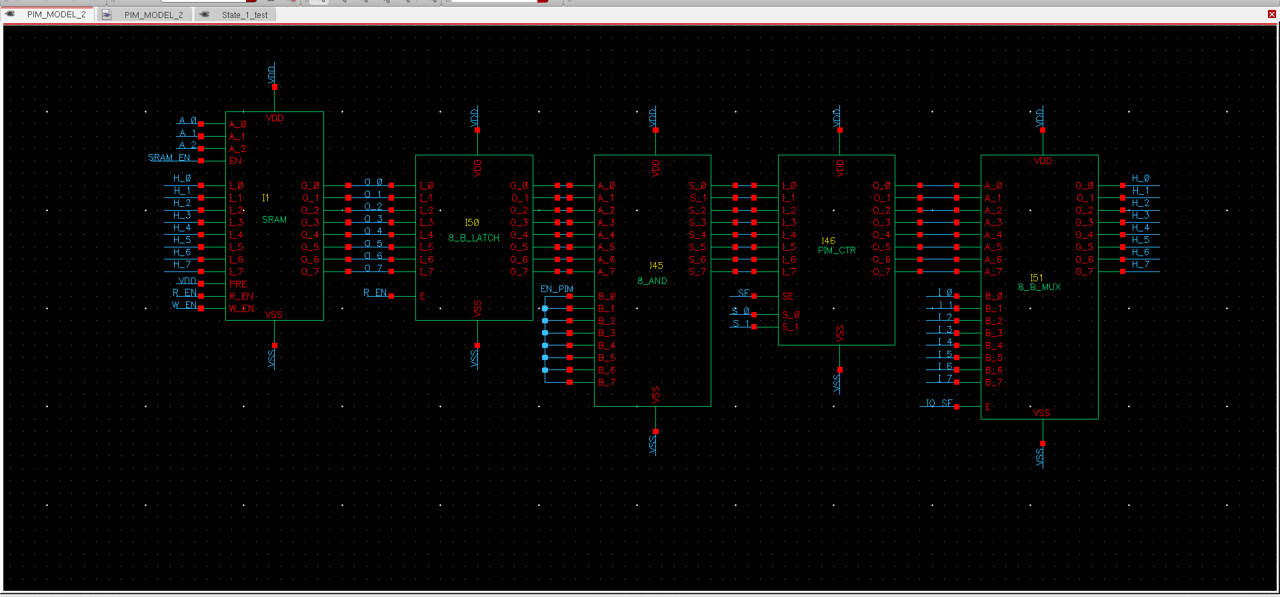 PIM_MODEL_2
PIM_MODEL_2
State_1_test
VDD
VDD
A_0
A_1
A_2
SRAM_EN
A_0
A_1
A_2
EN
H_0
H_1
H_2
H_3
H_4
H_5
H_6
H_7
VDD
R_EN
W_EN
I_0
I_1
I_2
I_3
I_4
I_5
I_6
I_7
PRE
R_EN
W_EN
I1
SRAM
O_0
O_1
O_2
O_3
O_4
O_5
O_6
O_7
VSS
VSS
O_0
O_1
O_2
O_3
O_4
O_5
O_6
O_7
R_EN
VDD
VDD
I_0
I_1
I_2
I_3
I_4
I_5
I_6
I_7
E
I50
8_B_LATCH
O_0
O_1
O_2
O_3
O_4
O_5
O_6
O_7
VSS
VSS
EN_PIM
VDD
VDD
A_0
A_1
A_2
A_3
A_4
A_5
A_6
A_7
B_0
B_1
B_2
B_3
B_4
B_5
B_6
B_7
I45
8_AND
S_0
S_1
S_2
S_3
S_4
S_5
S_6
S_7
VSS
VSS
SE
S_0
S_1
VDD
VDD
I_0
I_1
I_2
I_3
I_4
I_5
I_6
I_7
SE
S_0
S_1
I46
PIM_CTR
O_0
O_1
O_2
O_3
O_4
O_5
O_6
O_7
VSS
VSS
I_0
I_1
I_2
I_3
I_4
I_5
I_6
I_7
IO_SE
VDD
VDD
A_0
A_1
A_2
A_3
A_4
A_5
A_6
A_7
B_0
B_1
B_2
B_3
B_4
B_5
B_6
B_7
E
I51
8_B_MUX
O_0
O_1
O_2
O_3
O_4
O_5
O_6
O_7
VSS
VSS
H_0
H_1
H_2
H_3
H_4
H_5
H_6
H_7